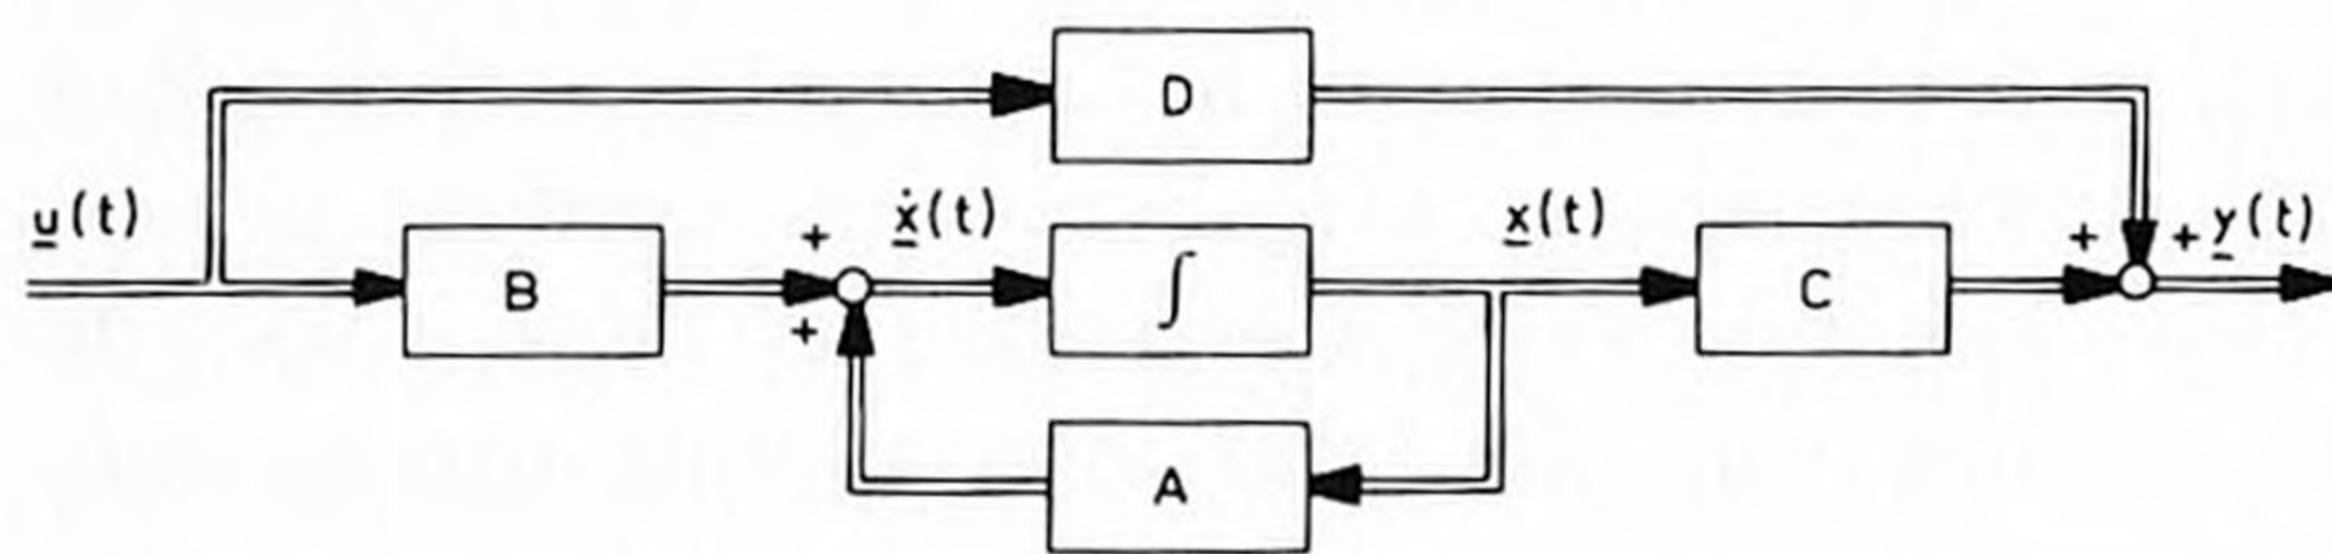 D
u(t)
+
ẋ(t)
x(t)
+
+
y(t)
B
∫
C
+
A